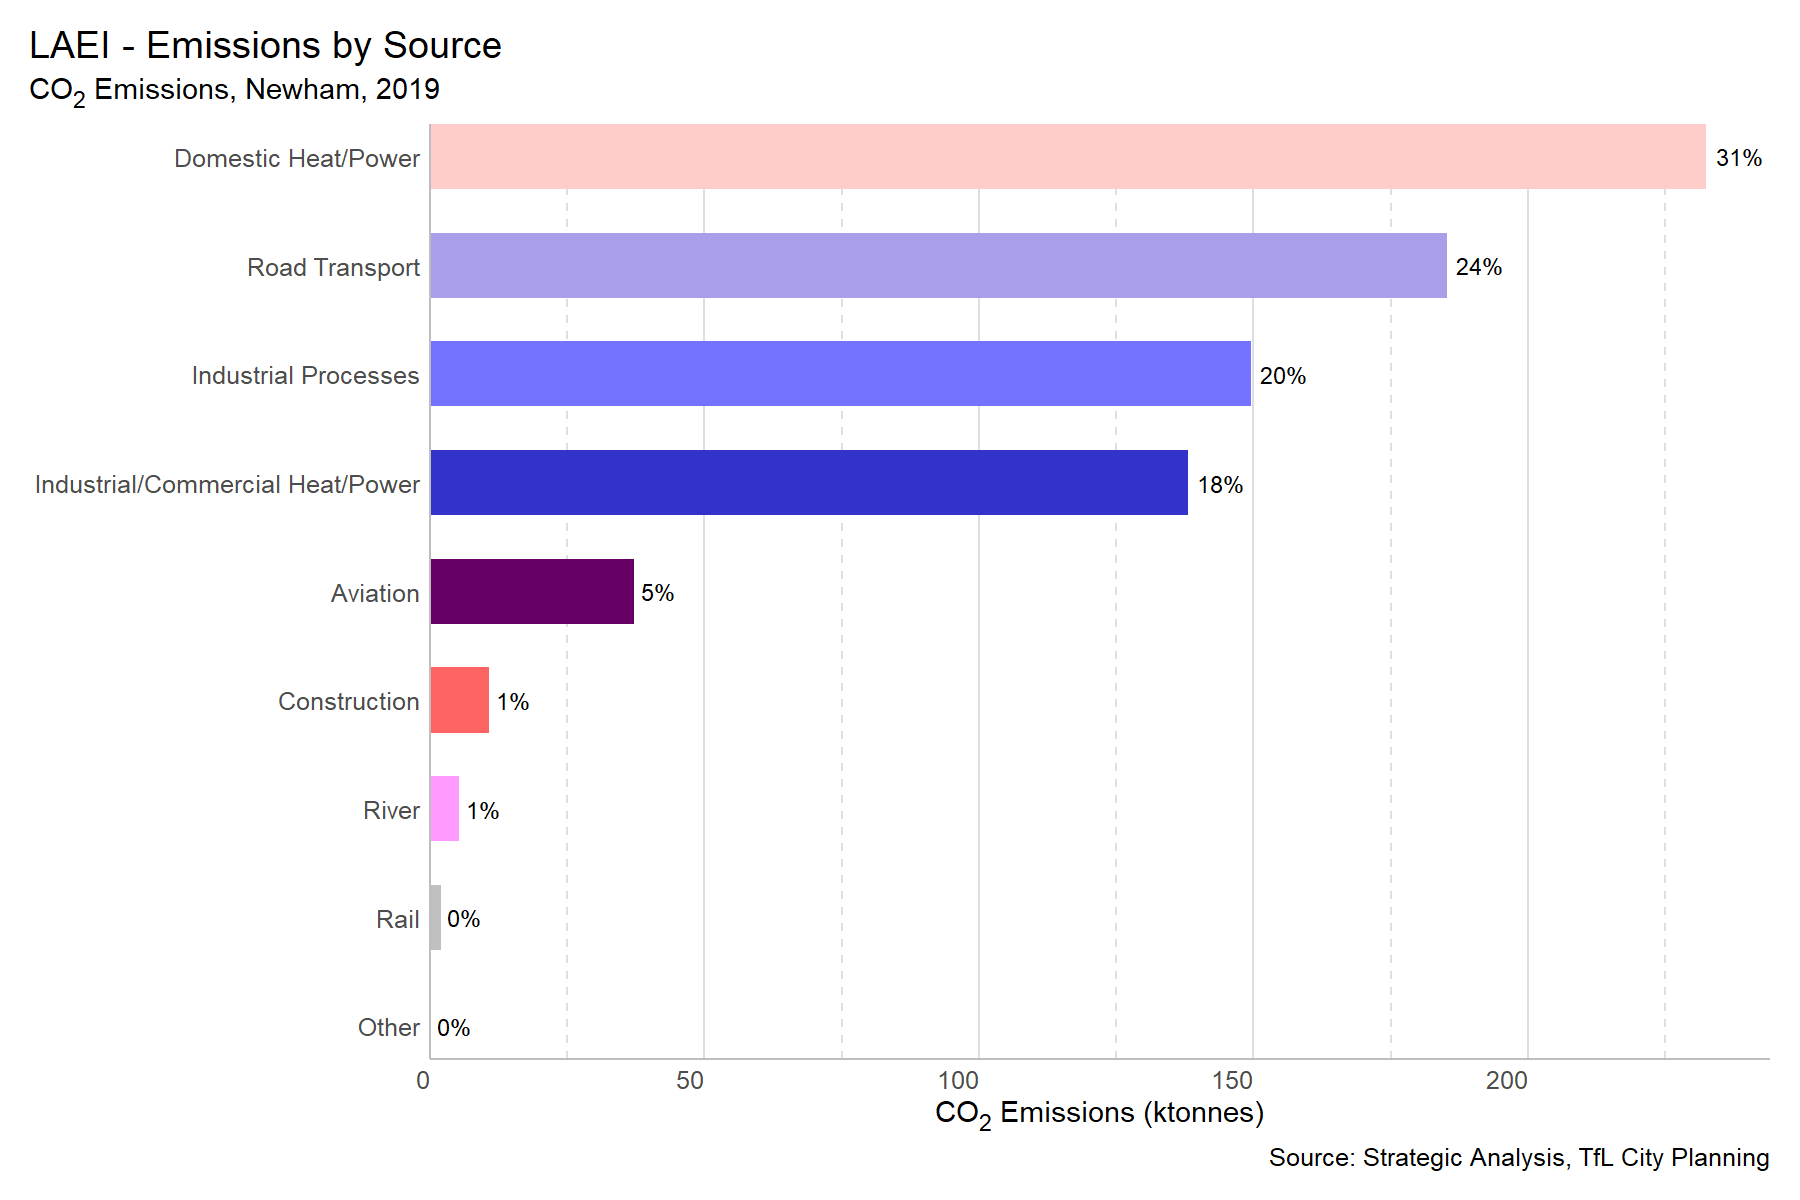 LAEI - Emissions by Source
CO₂ Emissions, Newham, 2019
Domestic Heat/Power 31%
Road Transport 24%
Industrial Processes 20%
Industrial/Commercial Heat/Power 18%
Aviation 5%
Construction 1%
River 1%
Rail 0%
Other 0%
0 50 100 150 200
CO₂ Emissions (ktonnes)
Source: Strategic Analysis, TfL City Planning